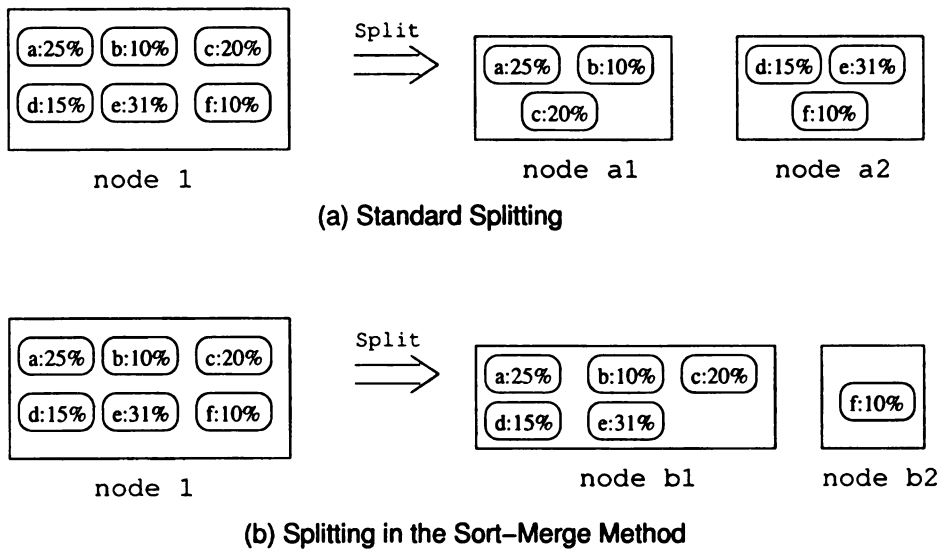 Split
a:25% b:10% c:20%
d:15% e:31% f:10%
node 1
a:25% b:10%
c:20%
node a1
d:15% e:31%
f:10%
node a2
(a) Standard Splitting
Split
a:25% b:10% c:20%
d:15% e:31% f:10%
node 1
a:25% b:10% c:20%
d:15% e:31%
node b1
f:10%
node b2
(b) Splitting in the Sort–Merge Method